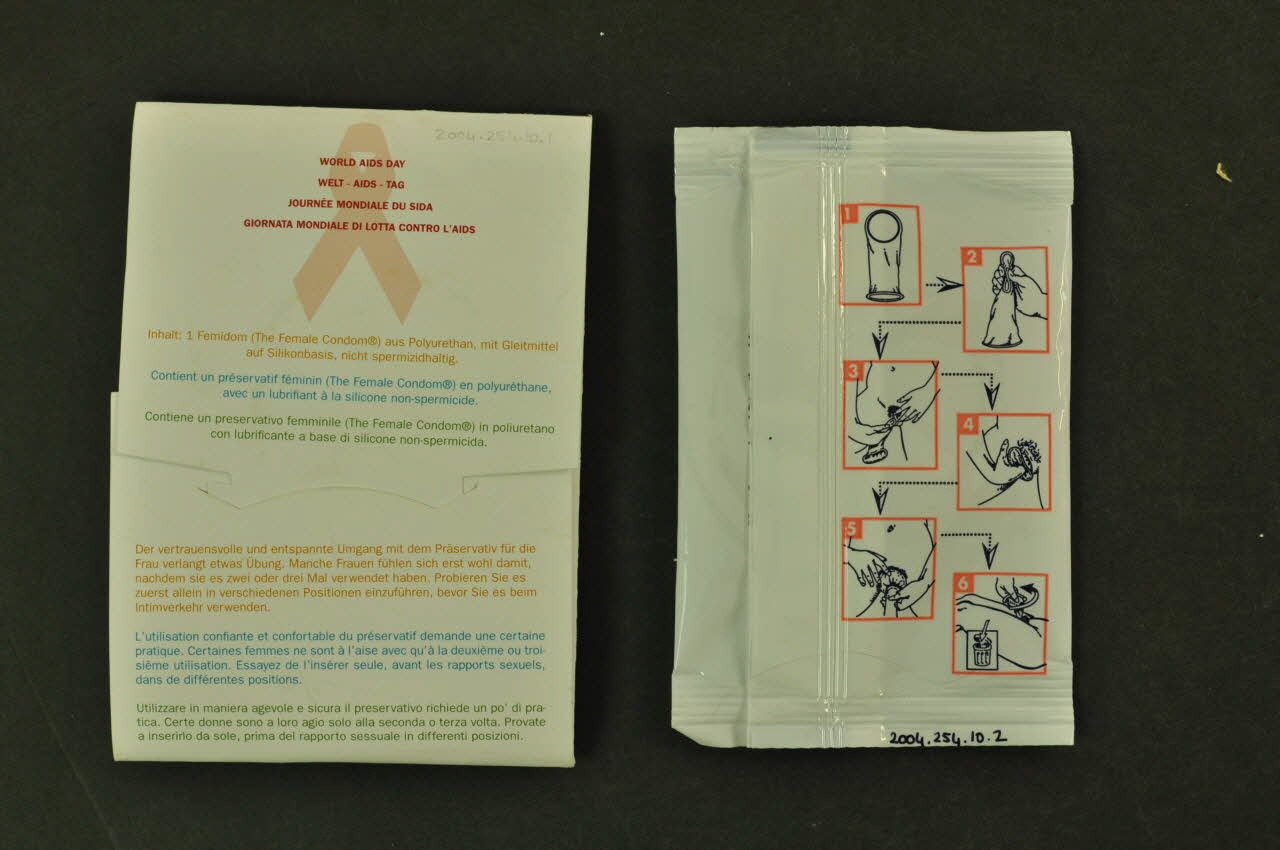 2004.254.10.1
WORLD AIDS DAY
WELT - AIDS - TAG
JOURNÉE MONDIALE DU SIDA
GIORNATA MONDIALE DI LOTTA CONTRO L'AIDS
Inhalt: 1 Femidom (The Female Condom®) aus Polyurethan, mit Gleitmittel
auf Silikonbasis, nicht spermizidhaltig.
Contient un préservatif féminin (The Female Condom®) en polyuréthane,
avec un lubrifiant à la silicone non-spermicide.
Contiene un preservativo femminile (The Female Condom®) in poliuretano
con lubrificante a base di silicone non-spermicida.
Der vertrauensvolle und entspannte Umgang mit dem Präservativ für die
Frau verlangt etwas Übung. Manche Frauen fühlen sich erst wohl damit,
nachdem sie es zwei oder drei Mal verwendet haben. Probieren Sie es
zuerst allein in verschiedenen Positionen einzuführen, bevor Sie es beim
Intimverkehr verwenden.
L'utilisation confiante et confortable du préservatif demande une certaine
pratique. Certaines femmes ne sont à l'aise avec qu'à la deuxième ou troi-
sième utilisation. Essayez de l'insérer seule, avant les rapports sexuels,
dans de différentes positions.
Utilizzare in maniera agevole e sicura il preservativo richiede un po' di pra-
tica. Certe donne sono a loro agio solo alla seconda o terza volta. Provate
a inserirlo da sole, prima del rapporto sessuale in differenti posizioni.
1
2
3
4
5
6
2004.254.10.2